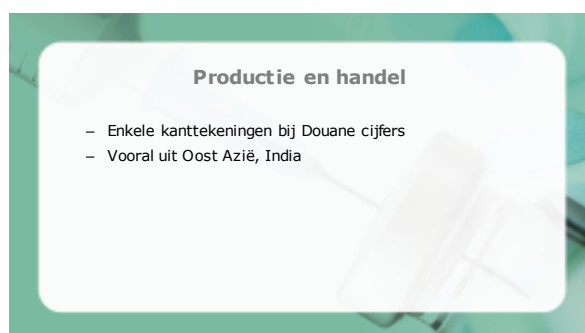 Productie en handel
– Enkele kanttekeningen bij Douane cijfers
– Vooral uit Oost Azië, India